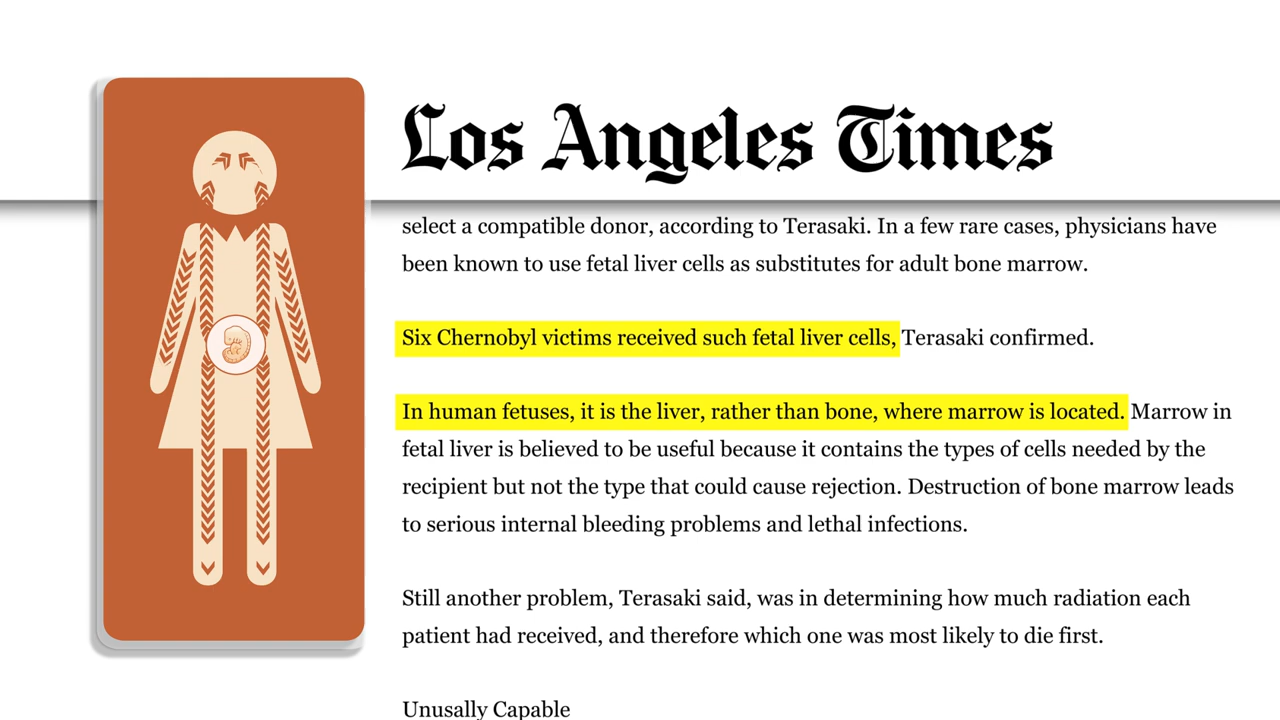 Los Angeles Times
select a compatible donor, according to Terasaki. In a few rare cases, physicians have
been known to use fetal liver cells as substitutes for adult bone marrow.
Six Chernobyl victims received such fetal liver cells, Terasaki confirmed.
In human fetuses, it is the liver, rather than bone, where marrow is located. Marrow in
fetal liver is believed to be useful because it contains the types of cells needed by the
recipient but not the type that could cause rejection. Destruction of bone marrow leads
to serious internal bleeding problems and lethal infections.
Still another problem, Terasaki said, was in determining how much radiation each
patient had received, and therefore which one was most likely to die first.
Unusally Capable